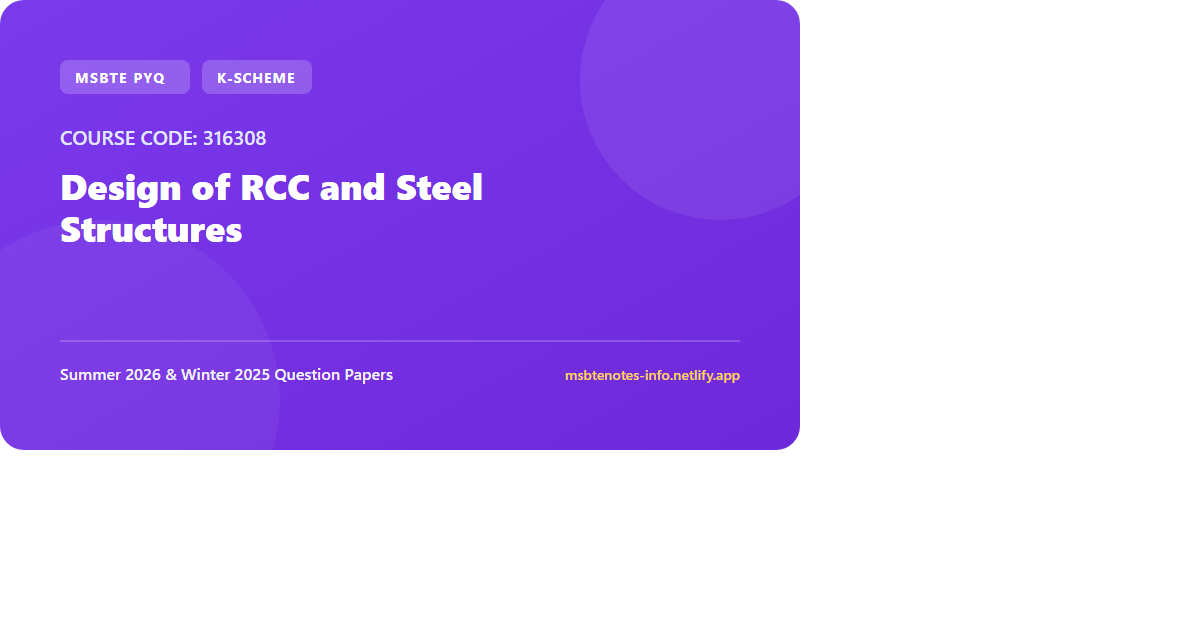 MSBTE PYQ
K-SCHEME
COURSE CODE: 316308
Design of RCC and Steel
Structures
Summer 2026 & Winter 2025 Question Papers
msbtenotes-info.netlify.app